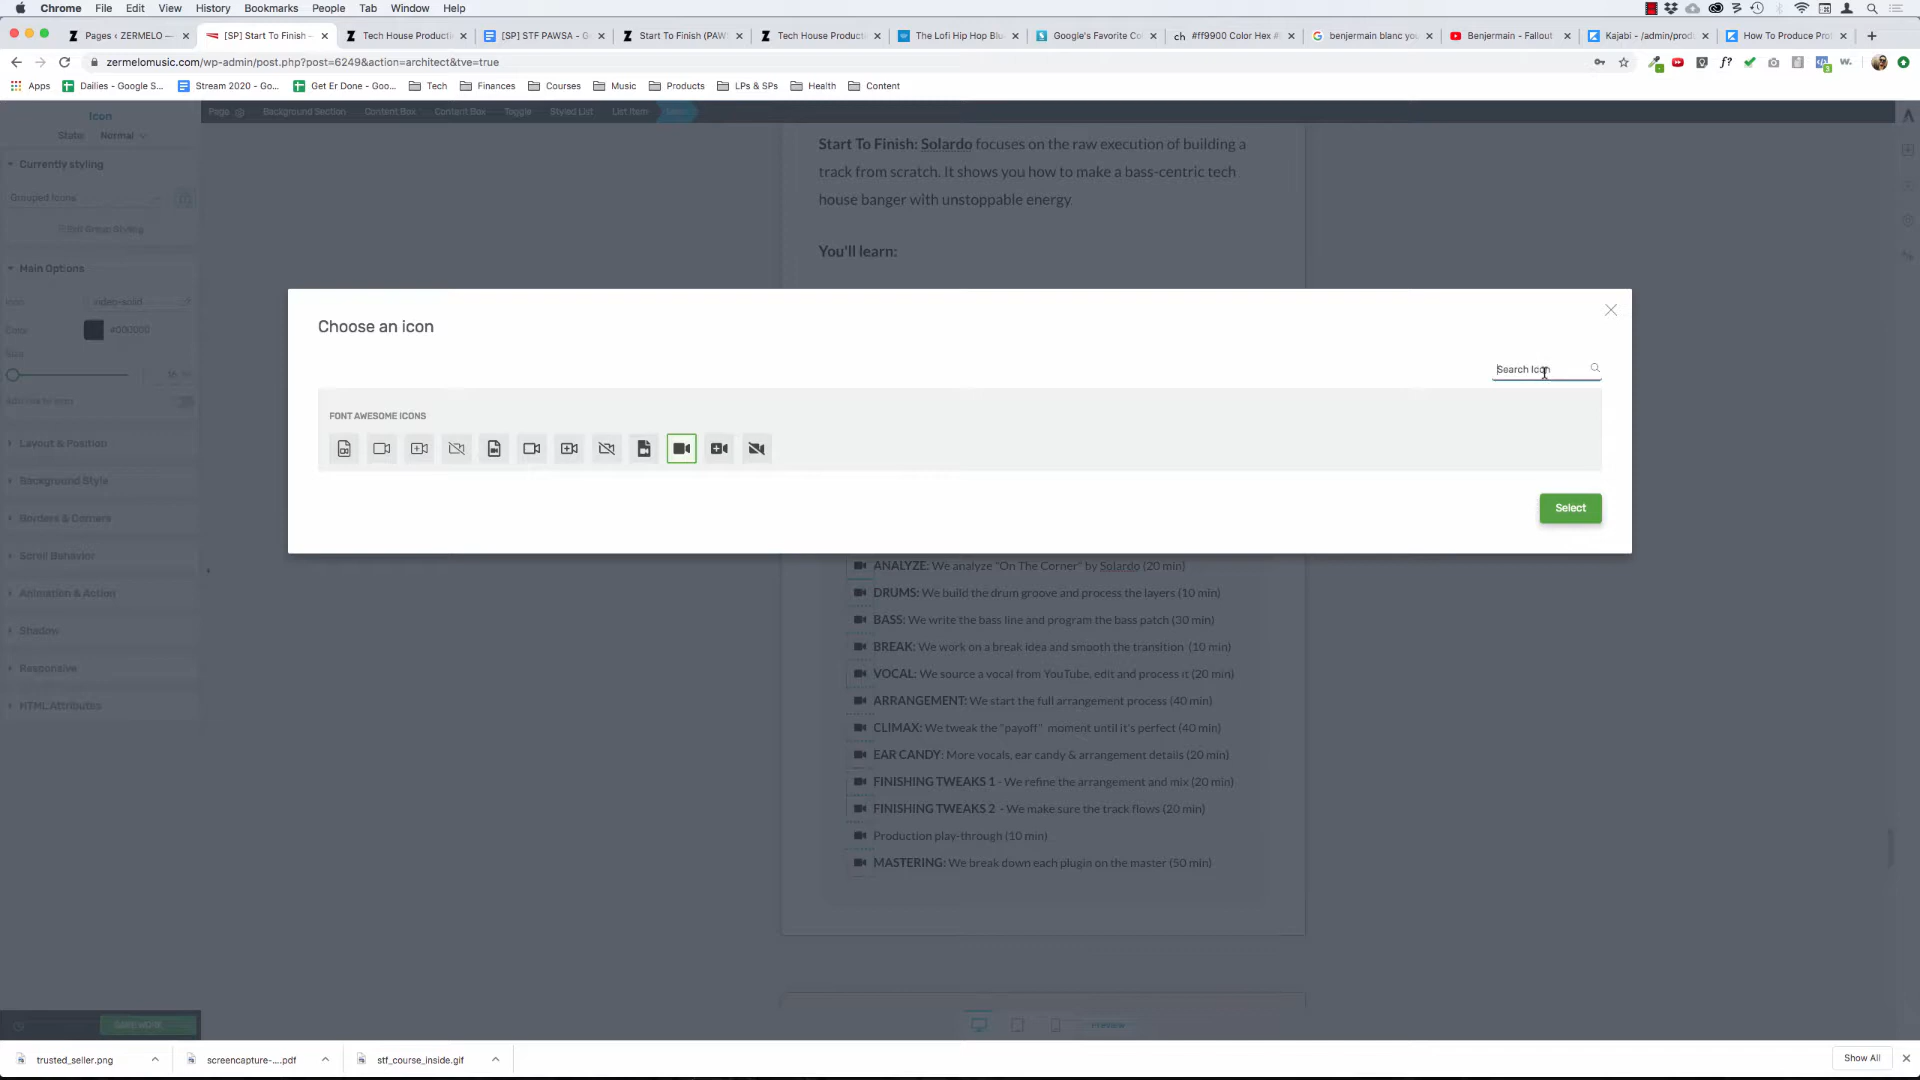 Chrome File Edit View History Bookmarks People Tab Window Help
Pages ‹ ZERMELO — [SP] Start To Finish – Tech House Producti [SP] STF PAWSA - G Start To Finish (PAW Tech House Produc The Lofi Hip Hop Blu Google's Favorite Co ch #ff9900 Color Hex # benjermain blanc you Benjermain - Fallout Kajabi - /admin/prod How To Produce Prof
zermelomusic.com/wp-admin/post.php?post=6249&action=architect&tve=true
Apps Dailies - Google S... Stream 2020 - Go... Get Er Done - Goo... Tech Finances Courses Music Products LPs & SPs Health Content
Icon Page Background Section Content Box Content Box Toggle Styled List List Item
State: Normal
Currently styling
Grouped Icons
Edit Group Styling
Main Options
Icon video-solid
Color #000000
Size
Add link to icon
Layout & Position
Background Style
Borders & Corners
Scroll Behavior
Animation & Action
Shadow
Responsive
HTML Attributes
SAVE WORK
Start To Finish: Solardo focuses on the raw execution of building a
track from scratch. It shows you how to make a bass-centric tech
house banger with unstoppable energy.
You'll learn:
Choose an icon
Search Icon
FONT AWESOME ICONS
Select
ANALYZE: We analyze "On The Corner" by Solardo (20 min)
DRUMS: We build the drum groove and process the layers (10 min)
BASS: We write the bass line and program the bass patch (30 min)
BREAK: We work on a break idea and smooth the transition (10 min)
VOCAL: We source a vocal from YouTube, edit and process it (20 min)
ARRANGEMENT: We start the full arrangement process (40 min)
CLIMAX: We tweak the "payoff" moment until it's perfect (40 min)
EAR CANDY: More vocals, ear candy & arrangement details (20 min)
FINISHING TWEAKS 1 - We refine the arrangement and mix (20 min)
FINISHING TWEAKS 2 - We make sure the track flows (20 min)
Production play-through (10 min)
MASTERING: We break down each plugin on the master (50 min)
trusted_seller.png screencapture-....pdf stf_course_inside.gif Show All